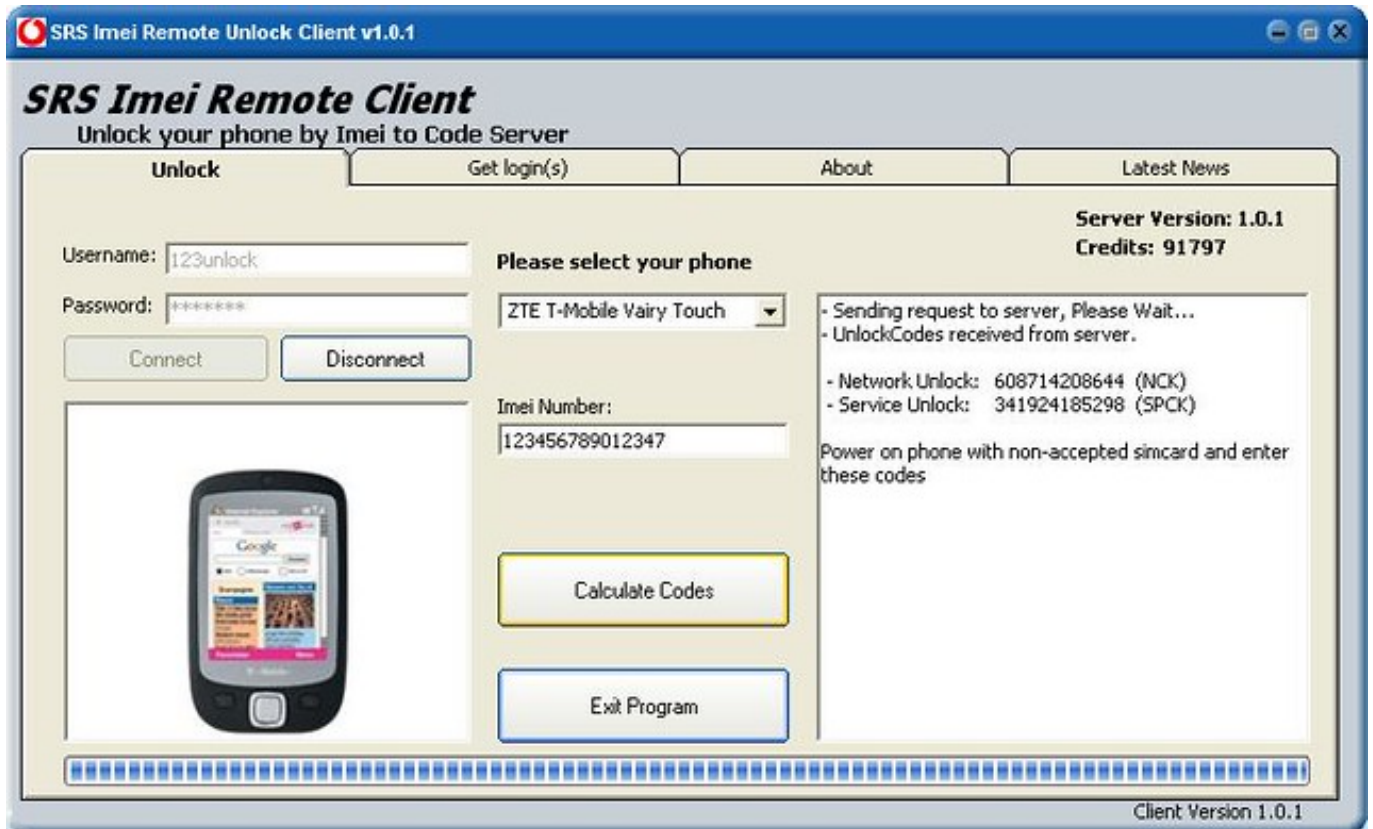 SRS Imei Remote Unlock Client v1.0.1
SRS Imei Remote Client
Unlock your phone by Imei to Code Server
Unlock
Get login(s)
About
Latest News
Server Version: 1.0.1
Credits: 91797
Username: 123unlock
Password: *******
Connect
Disconnect
Please select your phone
ZTE T-Mobile Vairy Touch
Imei Number:
123456789012347
Calculate Codes
Exit Program
- Sending request to server, Please Wait...
- UnlockCodes received from server.
- Network Unlock: 608714208644 (NCK)
- Service Unlock: 341924185298 (SPCK)
Power on phone with non-accepted simcard and enter
these codes
Google
Client Version 1.0.1